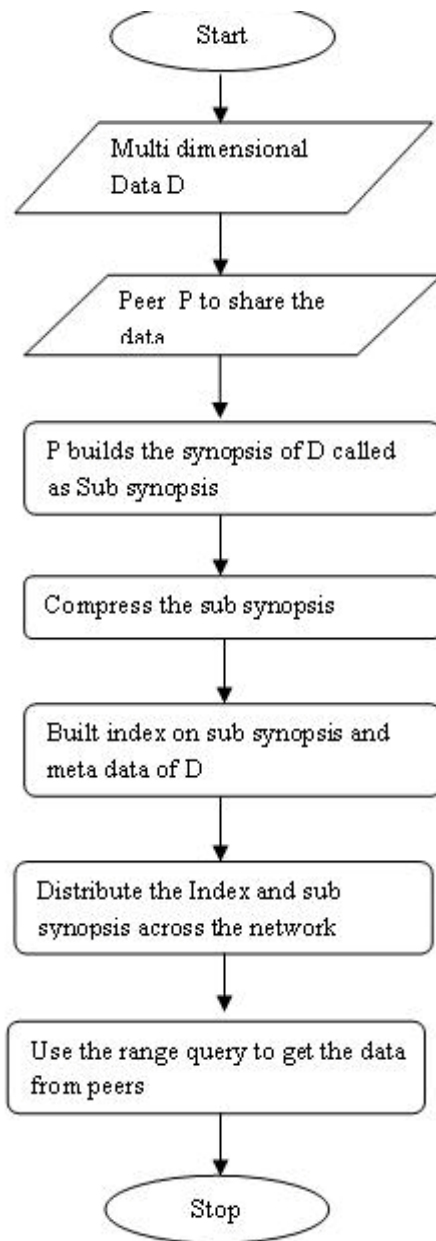 Start
Multi dimensional
Data D
Peer P to share the
data
P builds the synopsis of D called
as Sub synopsis
Compress the sub synopsis
Built index on sub synopsis and
meta data of D
Distribute the Index and sub
synopsis across the network
Use the range query to get the data
from peers
Stop